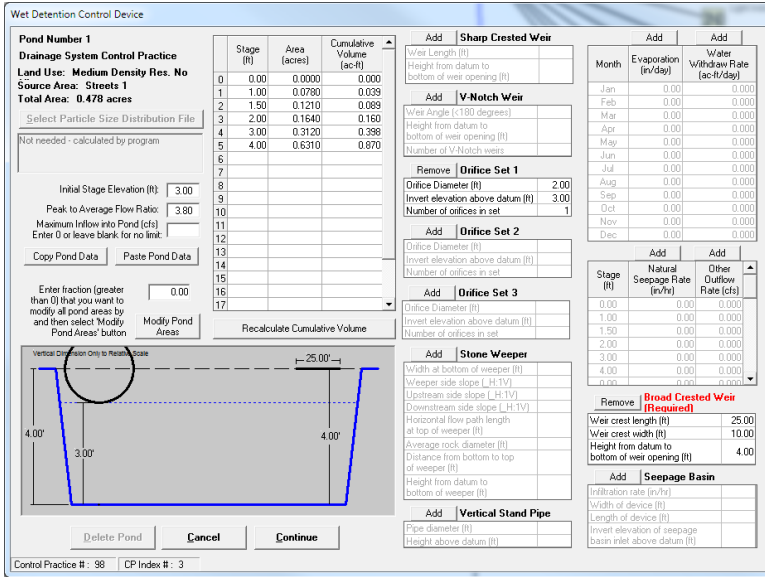 Wet Detention Control Device
Pond Number 1
Drainage System Control Practice
Land Use: Medium Density Res. No
Source Area: Streets 1
Total Area: 0.478 acres
Select Particle Size Distribution File
Not needed - calculated by program
Initial Stage Elevation (ft): 3.00
Peak to Average Flow Ratio: 3.80
Maximum Inflow into Pond (cfs)
Enter 0 or leave blank for no limit:
Copy Pond Data Paste Pond Data
Enter fraction (greater 0.00
than 0) that you want to
modify all pond areas by
and then select 'Modify
Pond Areas' button
Modify Pond
Areas
Stage (ft) Area (acres) Cumulative Volume (ac-ft)
0 0.00 0.0000 0.000
1 1.00 0.0780 0.039
2 1.50 0.1210 0.089
3 2.00 0.1640 0.160
4 3.00 0.3120 0.398
5 4.00 0.6310 0.870
6
7
8
9
10
11
12
13
14
15
16
17
Recalculate Cumulative Volume
Vertical Dimension Only to Relative Scale
25.00'
4.00'
3.00'
4.00'
Delete Pond Cancel Continue
Control Practice #: 98 CP Index #: 3
Add Sharp Crested Weir
Weir Length (ft)
Height from datum to
bottom of weir opening (ft)
Add V-Notch Weir
Weir Angle (<180 degrees)
Height from datum to
bottom of weir opening (ft)
Number of V-Notch weirs
Remove Orifice Set 1
Orifice Diameter (ft) 2.00
Invert elevation above datum (ft) 3.00
Number of orifices in set 1
Add Orifice Set 2
Orifice Diameter (ft)
Invert elevation above datum (ft)
Number of orifices in set
Add Orifice Set 3
Orifice Diameter (ft)
Invert elevation above datum (ft)
Number of orifices in set
Add Stone Weeper
Width at bottom of weeper (ft)
Weeper side slope (_H:1V)
Upstream side slope (_H:1V)
Downstream side slope (_H:1V)
Horizontal flow path length
at top of weeper (ft)
Average rock diameter (ft)
Distance from bottom to top
of weeper (ft)
Height from datum to
bottom of weeper (ft)
Add Vertical Stand Pipe
Pipe diameter (ft)
Height above datum (ft)
Add Add
Month Evaporation (in/day) Water Withdraw Rate (ac-ft/day)
Jan 0.00 0.000
Feb 0.00 0.000
Mar 0.00 0.000
Apr 0.00 0.000
May 0.00 0.000
Jun 0.00 0.000
Jul 0.00 0.000
Aug 0.00 0.000
Sep 0.00 0.000
Oct 0.00 0.000
Nov 0.00 0.000
Dec 0.00 0.000
Add Add
Stage (ft) Natural Seepage Rate (in/hr) Other Outflow Rate (cfs)
0.00 0.00 0.000
1.00 0.00 0.000
1.50 0.00 0.000
2.00 0.00 0.000
3.00 0.00 0.000
4.00 0.00 0.000
0.00 0.00 0.000
Remove Broad Crested Weir (Required)
Weir crest length (ft) 25.00
Weir crest width (ft) 10.00
Height from datum to
bottom of weir opening (ft) 4.00
Add Seepage Basin
Infiltration rate (in/hr)
Width of device (ft)
Length of device (ft)
Invert elevation of seepage
basin inlet above datum (ft)